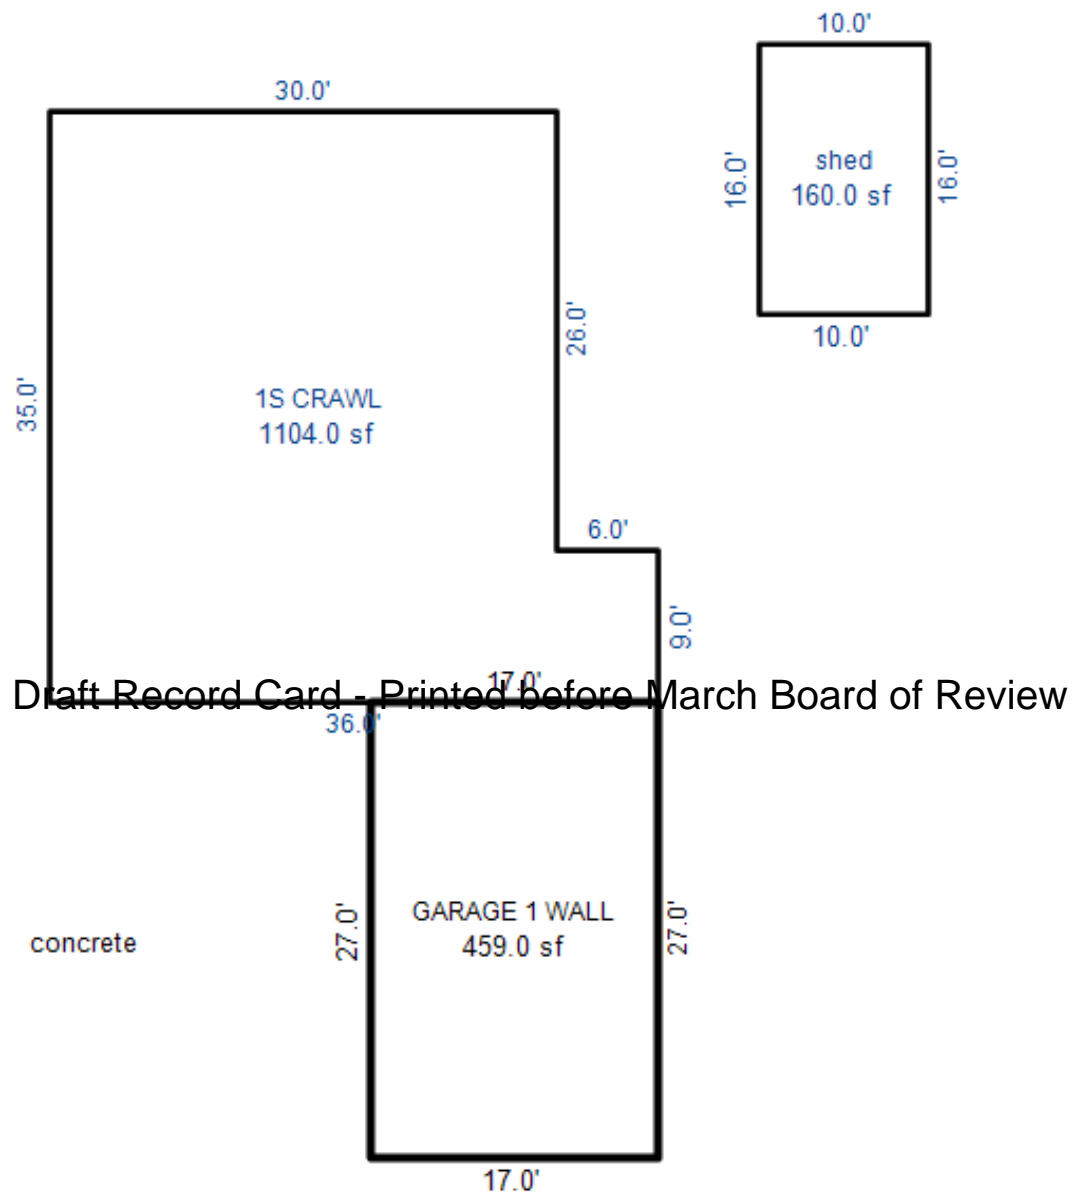 10.0'
30.0'
16.0'
shed
160.0 sf
16.0'
26.0'
10.0'
35.0'
1S CRAWL
1104.0 sf
6.0'
9.0'
17.0'
Draft Record Card - Printed before March Board of Review
36.0'
27.0'
GARAGE 1 WALL
459.0 sf
27.0'
concrete
17.0'